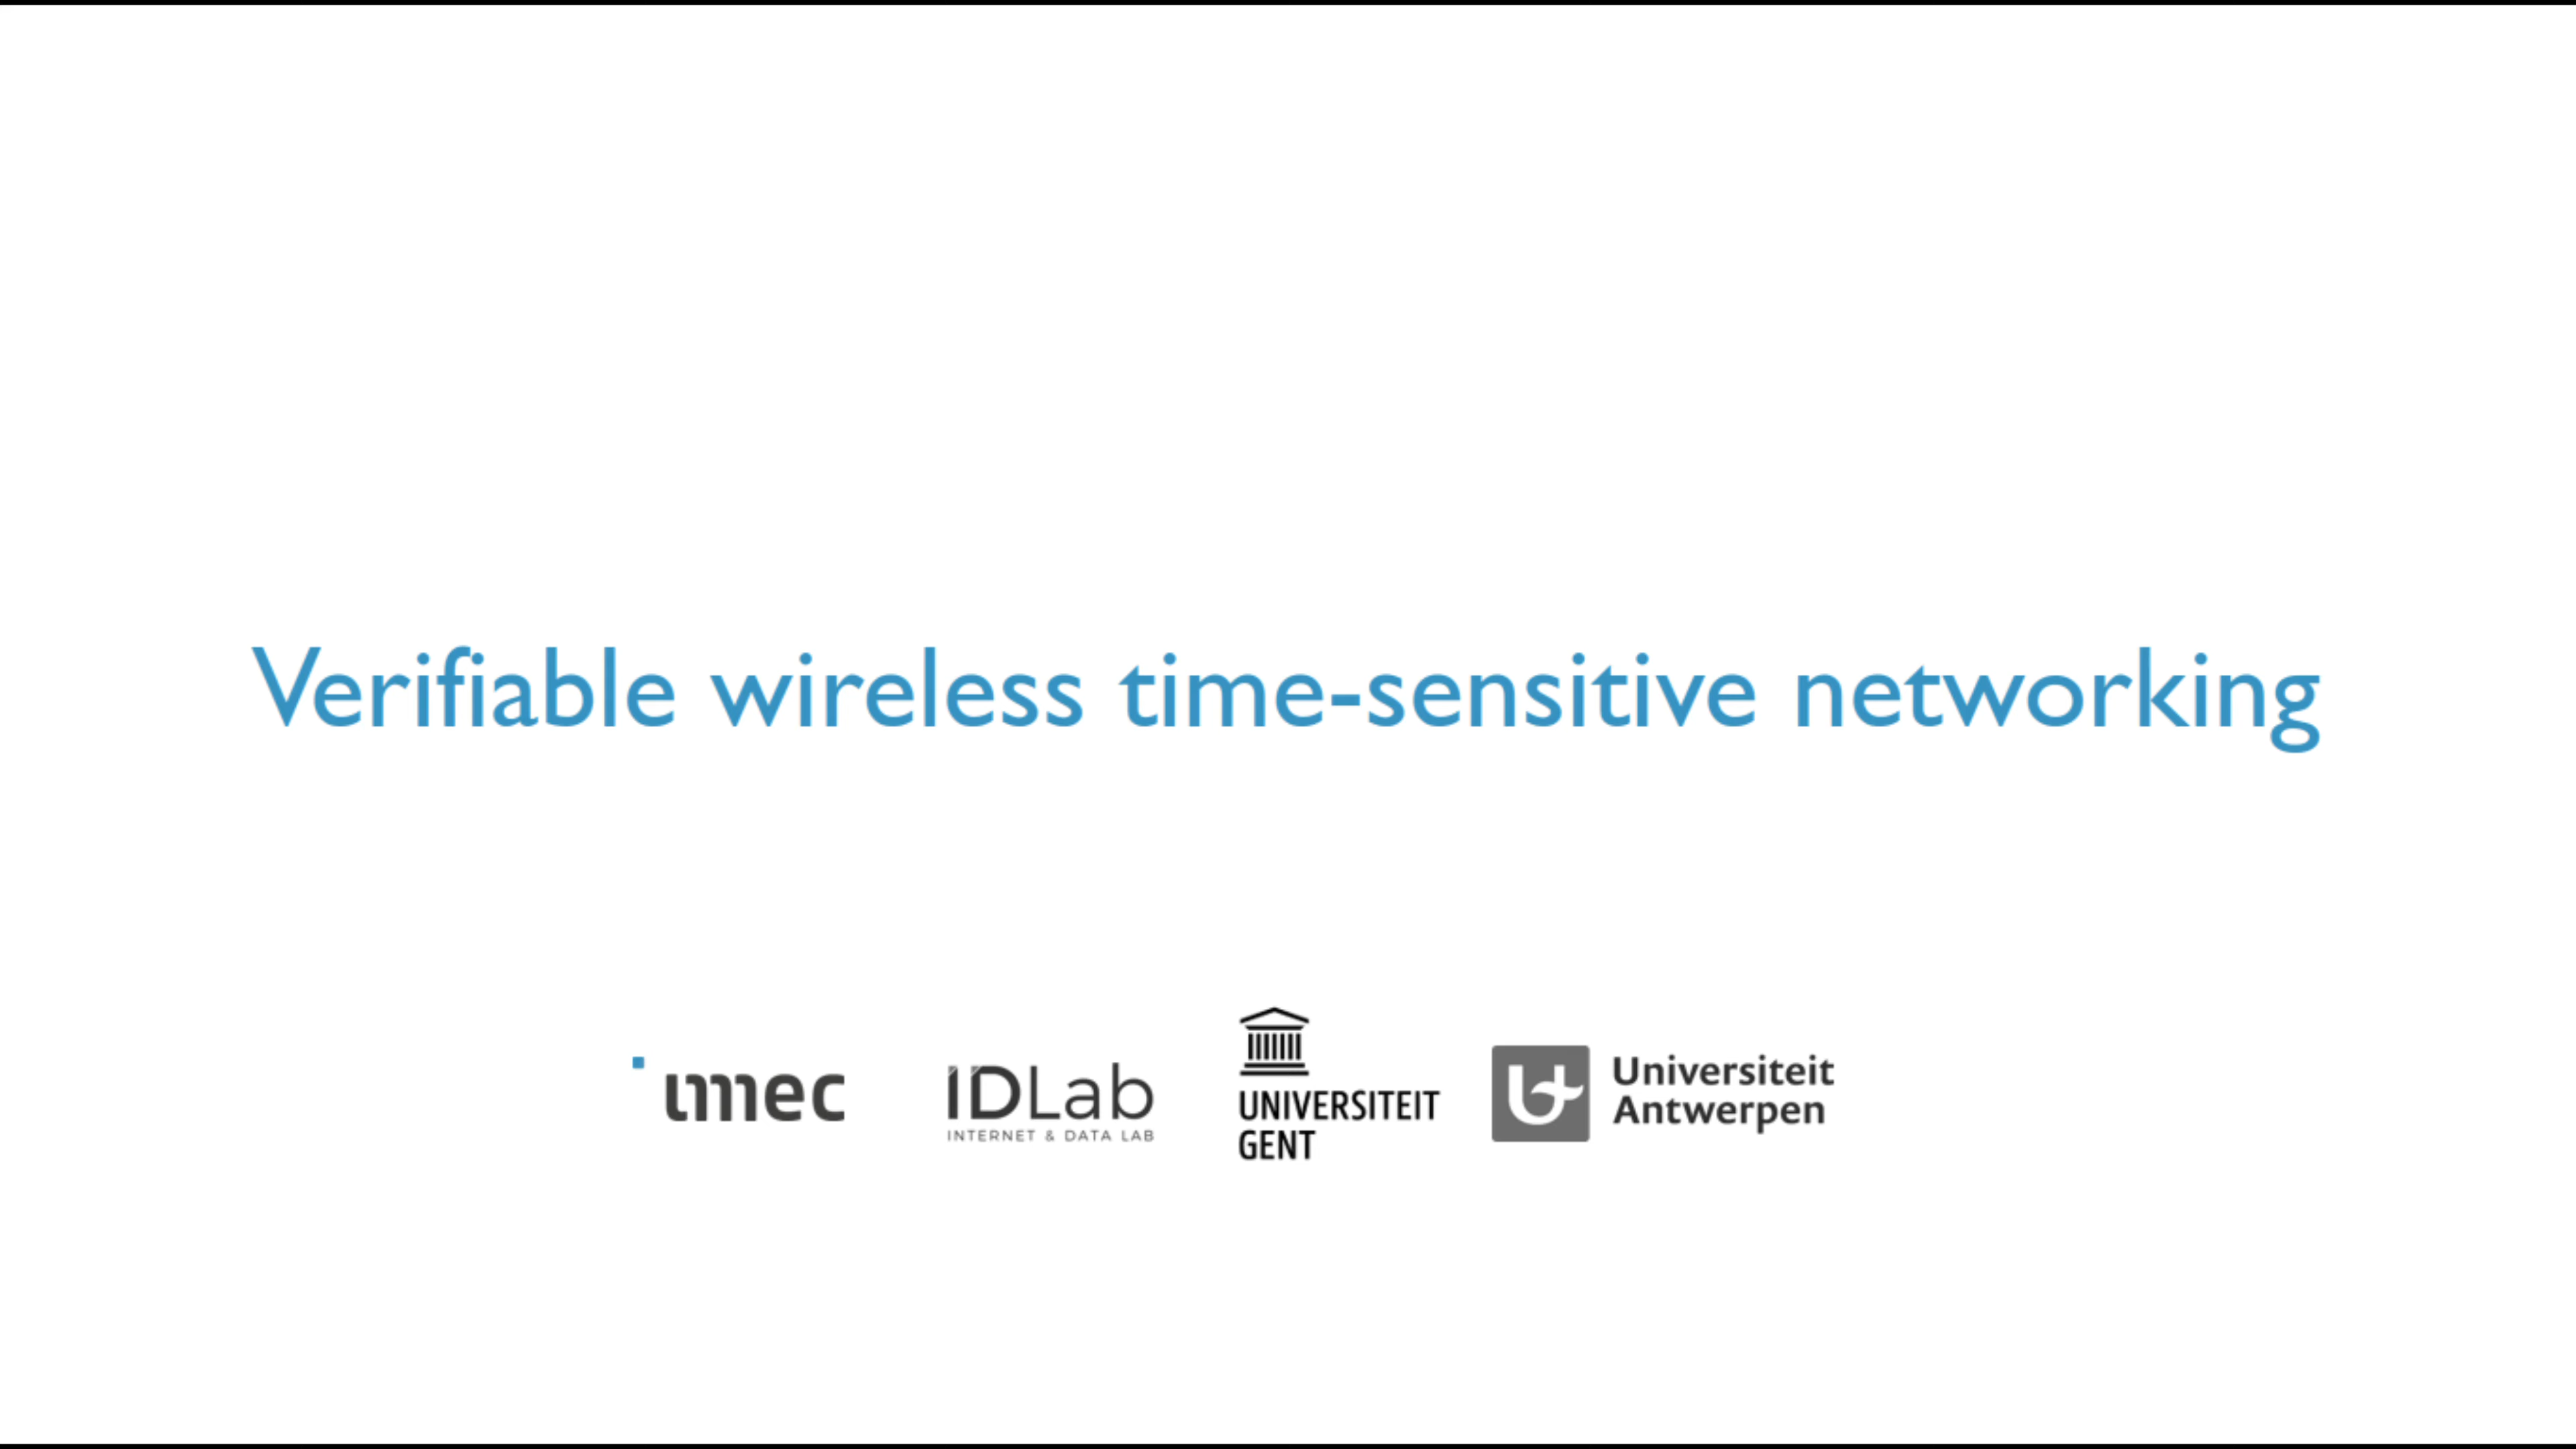 Verifiable wireless time-sensitive networking
imec
IDLab
INTERNET & DATA LAB
UNIVERSITEIT
GENT
Universiteit
Antwerpen